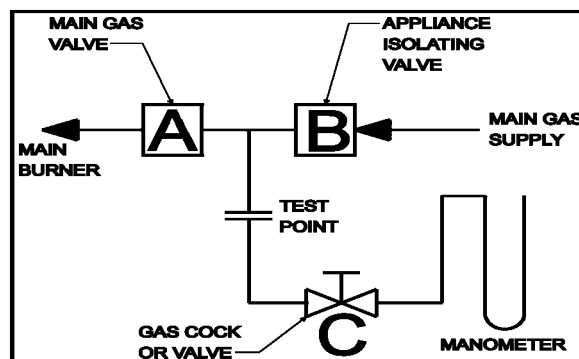 MAIN GAS
VALVE
APPLIANCE
ISOLATING
VALVE
A
B
MAIN
BURNER
MAIN GAS
SUPPLY
TEST
POINT
GAS COCK
OR VALVE
C
MANOMETER